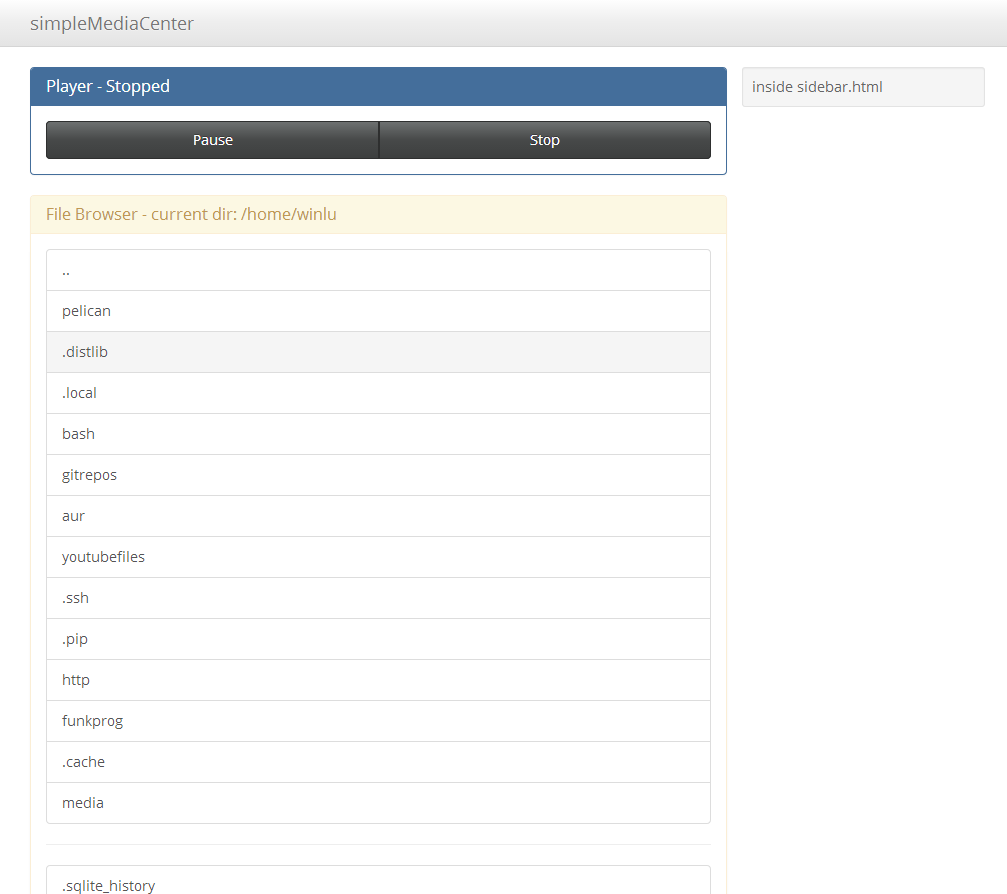 simpleMediaCenter
Player - Stopped
Pause
Stop
inside sidebar.html
File Browser - current dir: /home/winlu
..
pelican
.distlib
.local
bash
gitrepos
aur
youtubefiles
.ssh
.pip
http
funkprog
.cache
media
.sqlite_history